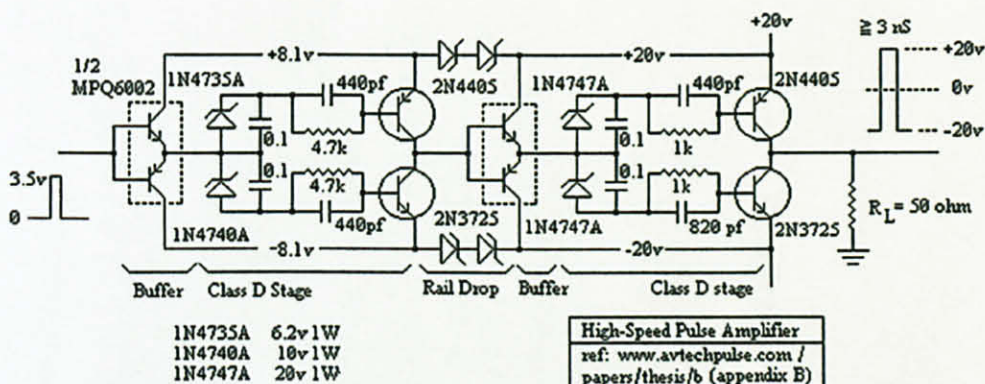 +20v
≧ 3 nS
+8.1v
+20v
+20v
1/2
MPQ6002
1N4735A
440pf
2N4405
1N4747A
440pf
2N4405
0v
0.1
4.7k
0.1
1k
-20v
3.5v
0
0.1
4.7k
0.1
1k
R L = 50 ohm
440pf
820 pf
1N4740A
2N3725
1N4747A
2N3725
-8.1v
-20v
Buffer
Class D Stage
Rail Drop
Buffer
Class D stage
1N4735A 6.2v 1W
1N4740A 10v 1W
1N4747A 20v 1W
High-Speed Pulse Amplifier
ref: www.avtechpulse.com /
papers/thesis/b (appendix B)